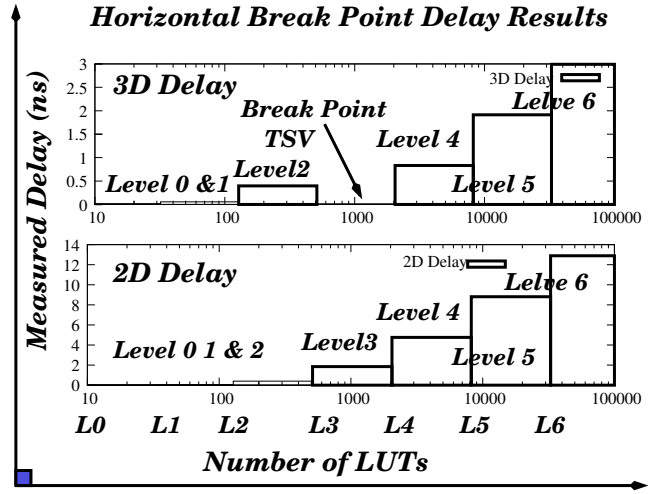 Horizontal Break Point Delay Results
Measured Delay (ns)
3
2.5
2
1.5
1
0.5
0
3D Delay
3D Delay
Lelve 6
Break Point
TSV
Level 4
Level2
Level 0 &1
Level 5
10
100
1000
10000
100000
14
12
10
8
6
4
2
0
2D Delay
2D Delay
Lelve 6
Level 4
Level3
Level 0 1 & 2
Level 5
10
100
1000
10000
100000
L0 L1 L2 L3 L4 L5 L6
Number of LUTs